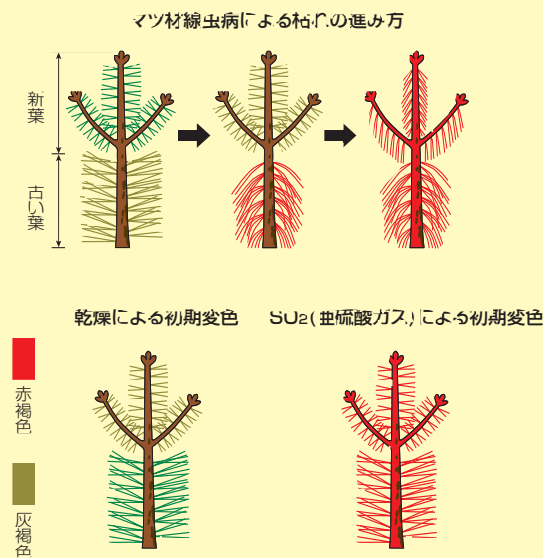 マツ材線虫病による枯れの進み方
新葉
古い葉
乾燥による初期変色
SO2(亜硫酸ガス)による初期変色
赤褐色
灰褐色